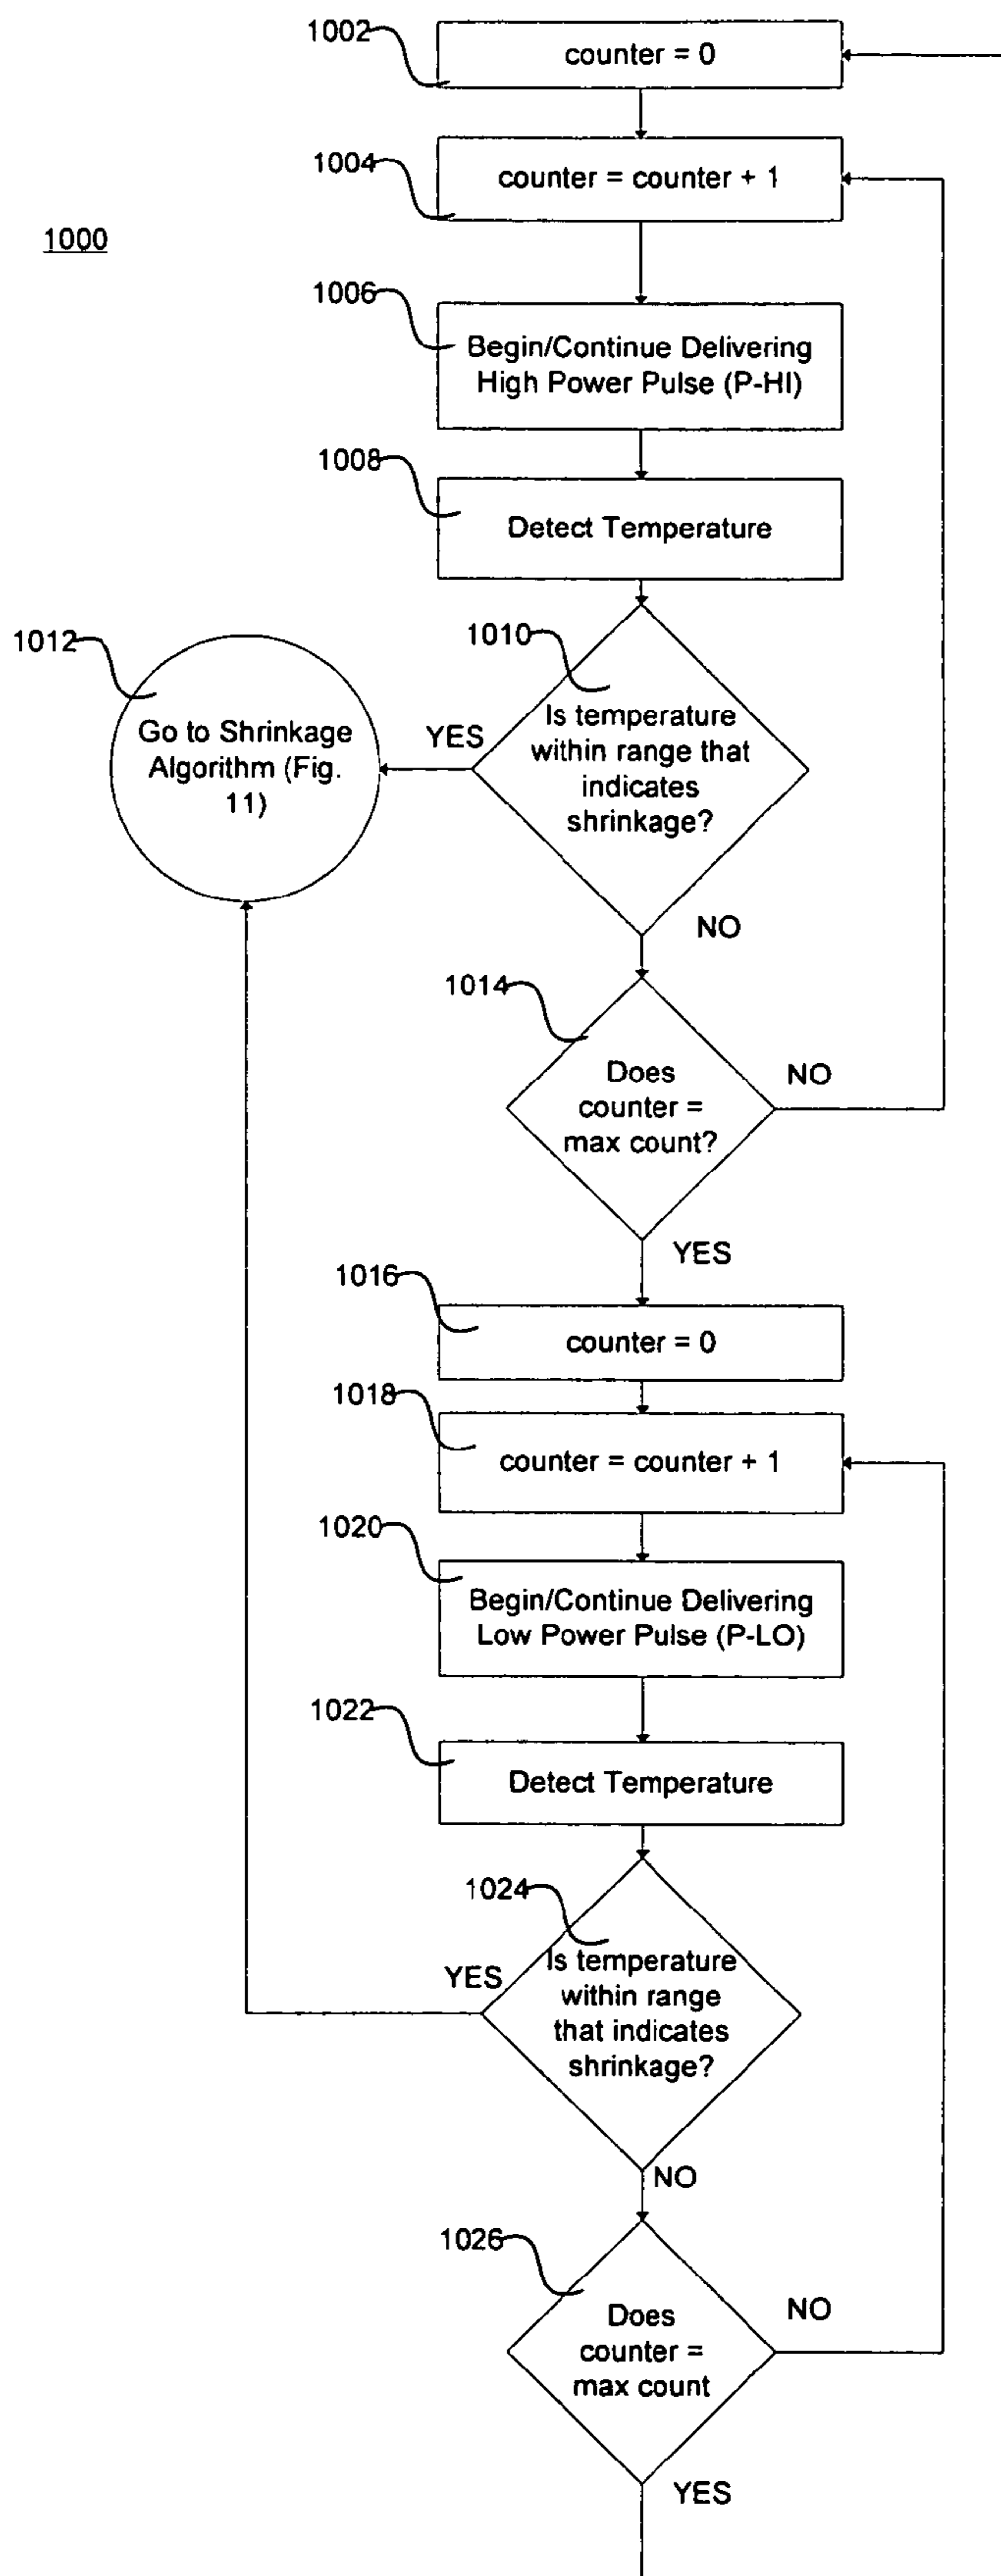 1002
counter = 0
1004
counter = counter + 1
1000
1006
Begin/Continue Delivering
High Power Pulse (P-HI)
1008
Detect Temperature
1012
1010
Go to Shrinkage
Algorithm (Fig.
11)
YES
Is temperature
within range that
indicates
shrinkage?
NO
1014
Does
counter =
max count?
NO
YES
1016
counter = 0
1018
counter = counter + 1
1020
Begin/Continue Delivering
Low Power Pulse (P-LO)
1022
Detect Temperature
1024
YES
Is temperature
within range
that indicates
shrinkage?
NO
1026
Does
counter =
max count
NO
YES